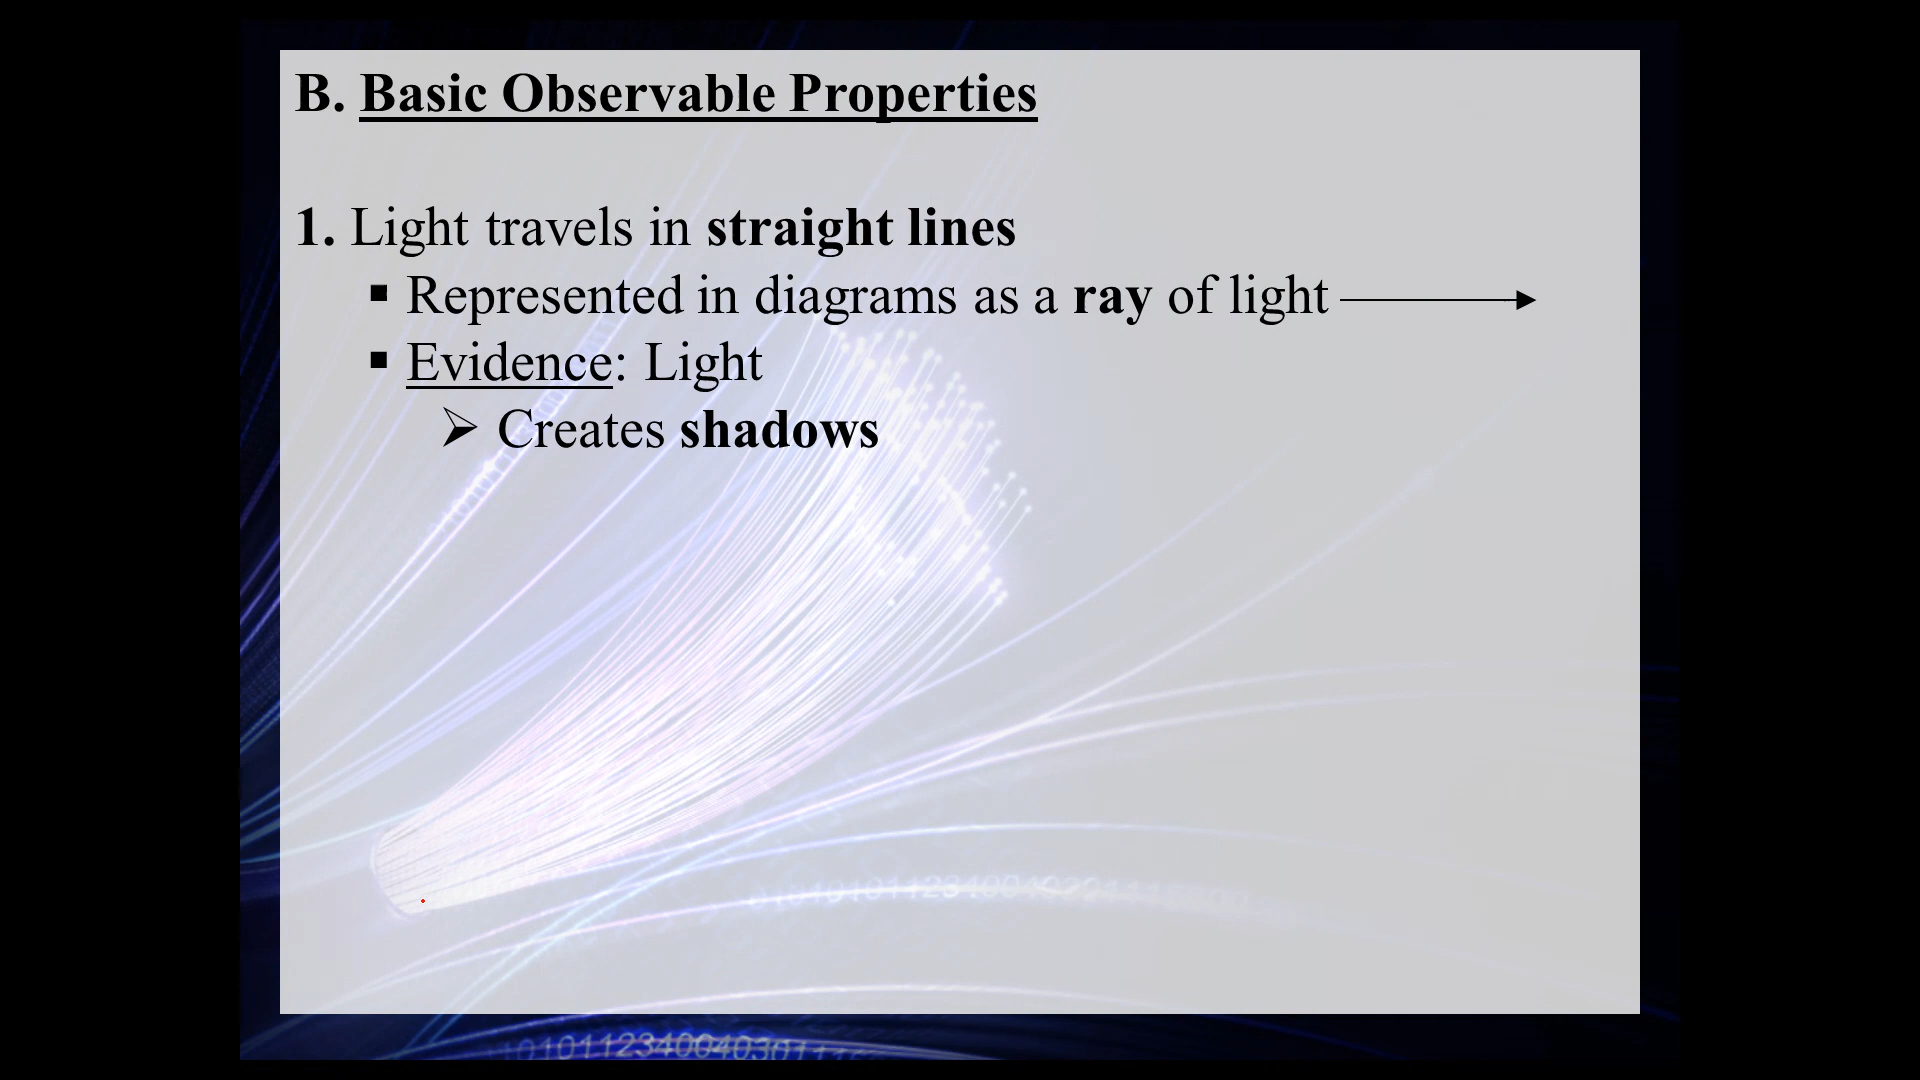 B. Basic Observable Properties
1. Light travels in straight lines
▪ Represented in diagrams as a ray of light
▪ Evidence: Light
➢ Creates shadows